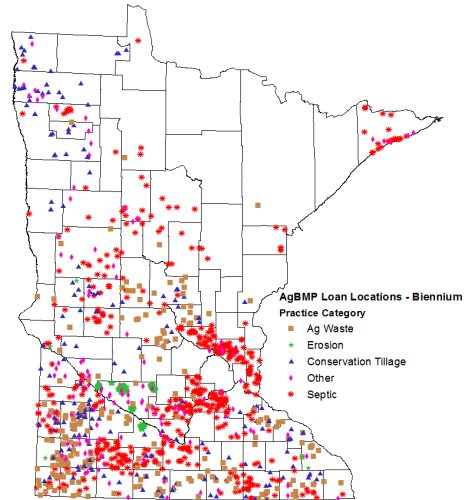 AgBMP Loan Locations - Biennium
Practice Category
Ag Waste
Erosion
Conservation Tillage
Other
Septic